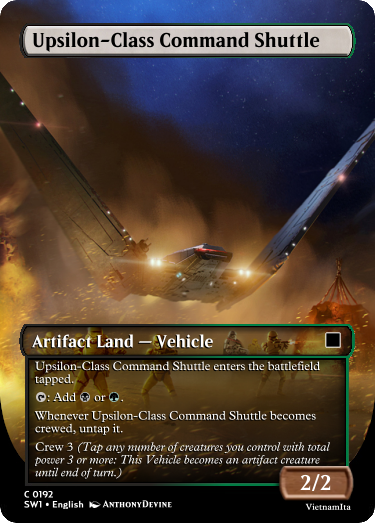 Upsilon-Class Command Shuttle
Artifact Land — Vehicle
Upsilon-Class Command Shuttle enters the battlefield
tapped.
: Add or .
Whenever Upsilon-Class Command Shuttle becomes
crewed, untap it.
Crew 3 (Tap any number of creatures you control with total
power 3 or more: This Vehicle becomes an artifact creature
until end of turn.)
2/2
C 0192
SW1 • English AnthonyDevine
VietnamIta